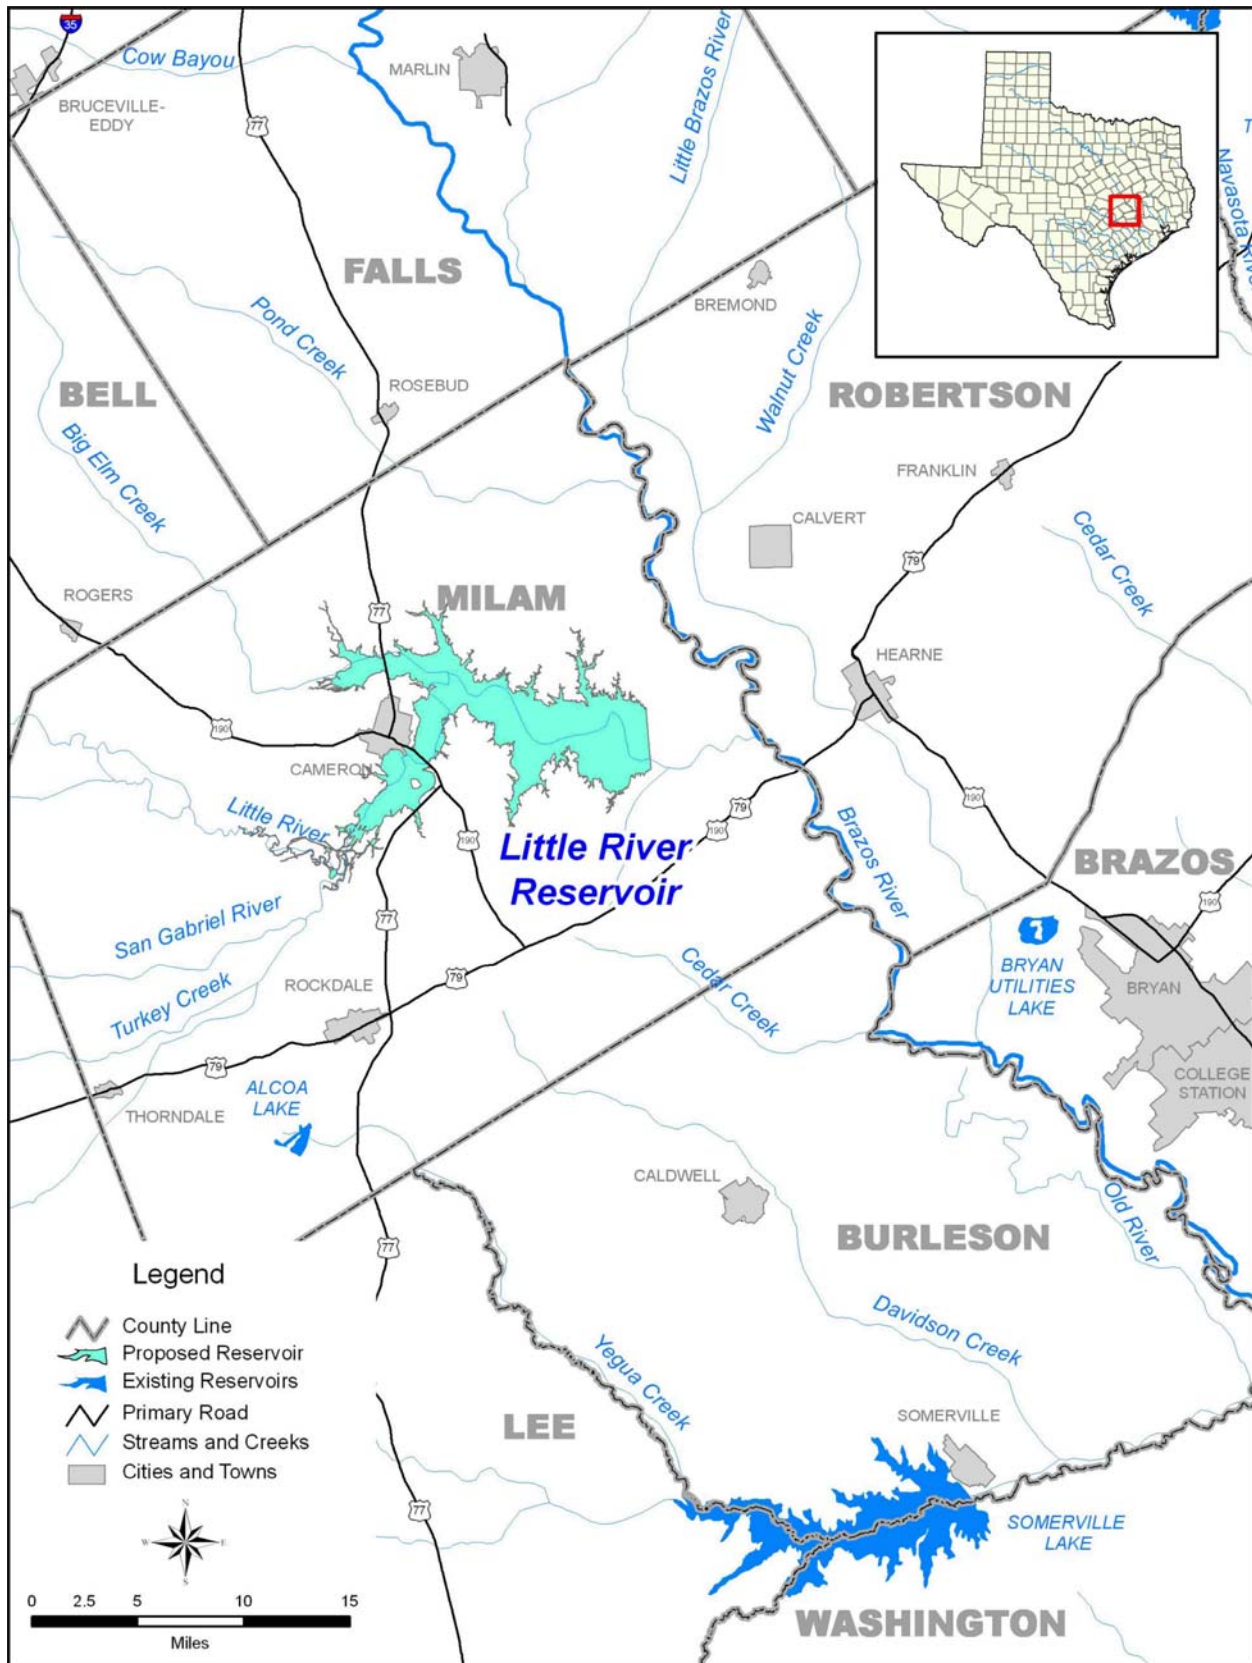 35
Cow Bayou
MARLIN
BRUCEVILLE-
EDDY
77
Little Brazos River
Navasota River
FALLS
BREMOND
Pond Creek
Walnut Creek
BELL
ROSEBUD
ROBERTSON
Big Elm Creek
FRANKLIN
CALVERT
Cedar Creek
79
ROGERS
77
MILAM
HEARNE
190
CAMERON
190
Little River
79
190
190
Little River
Reservoir
Brazos River
BRAZOS
190
77
San Gabriel River
BRYAN
UTILITIES
LAKE
BRYAN
Turkey Creek
ROCKDALE
79
Cedar Creek
79
ALCOA
LAKE
THORNDALE
COLLEGE
STATION
CALDWELL
Old River
BURLESON
77
Legend
County Line
Proposed Reservoir
Existing Reservoirs
Primary Road
Streams and Creeks
Cities and Towns
Davidson Creek
Yegua Creek
LEE
SOMERVILLE
77
SOMERVILLE
LAKE
N
W
E
S
0
2.5
5
10
15
Miles
WASHINGTON